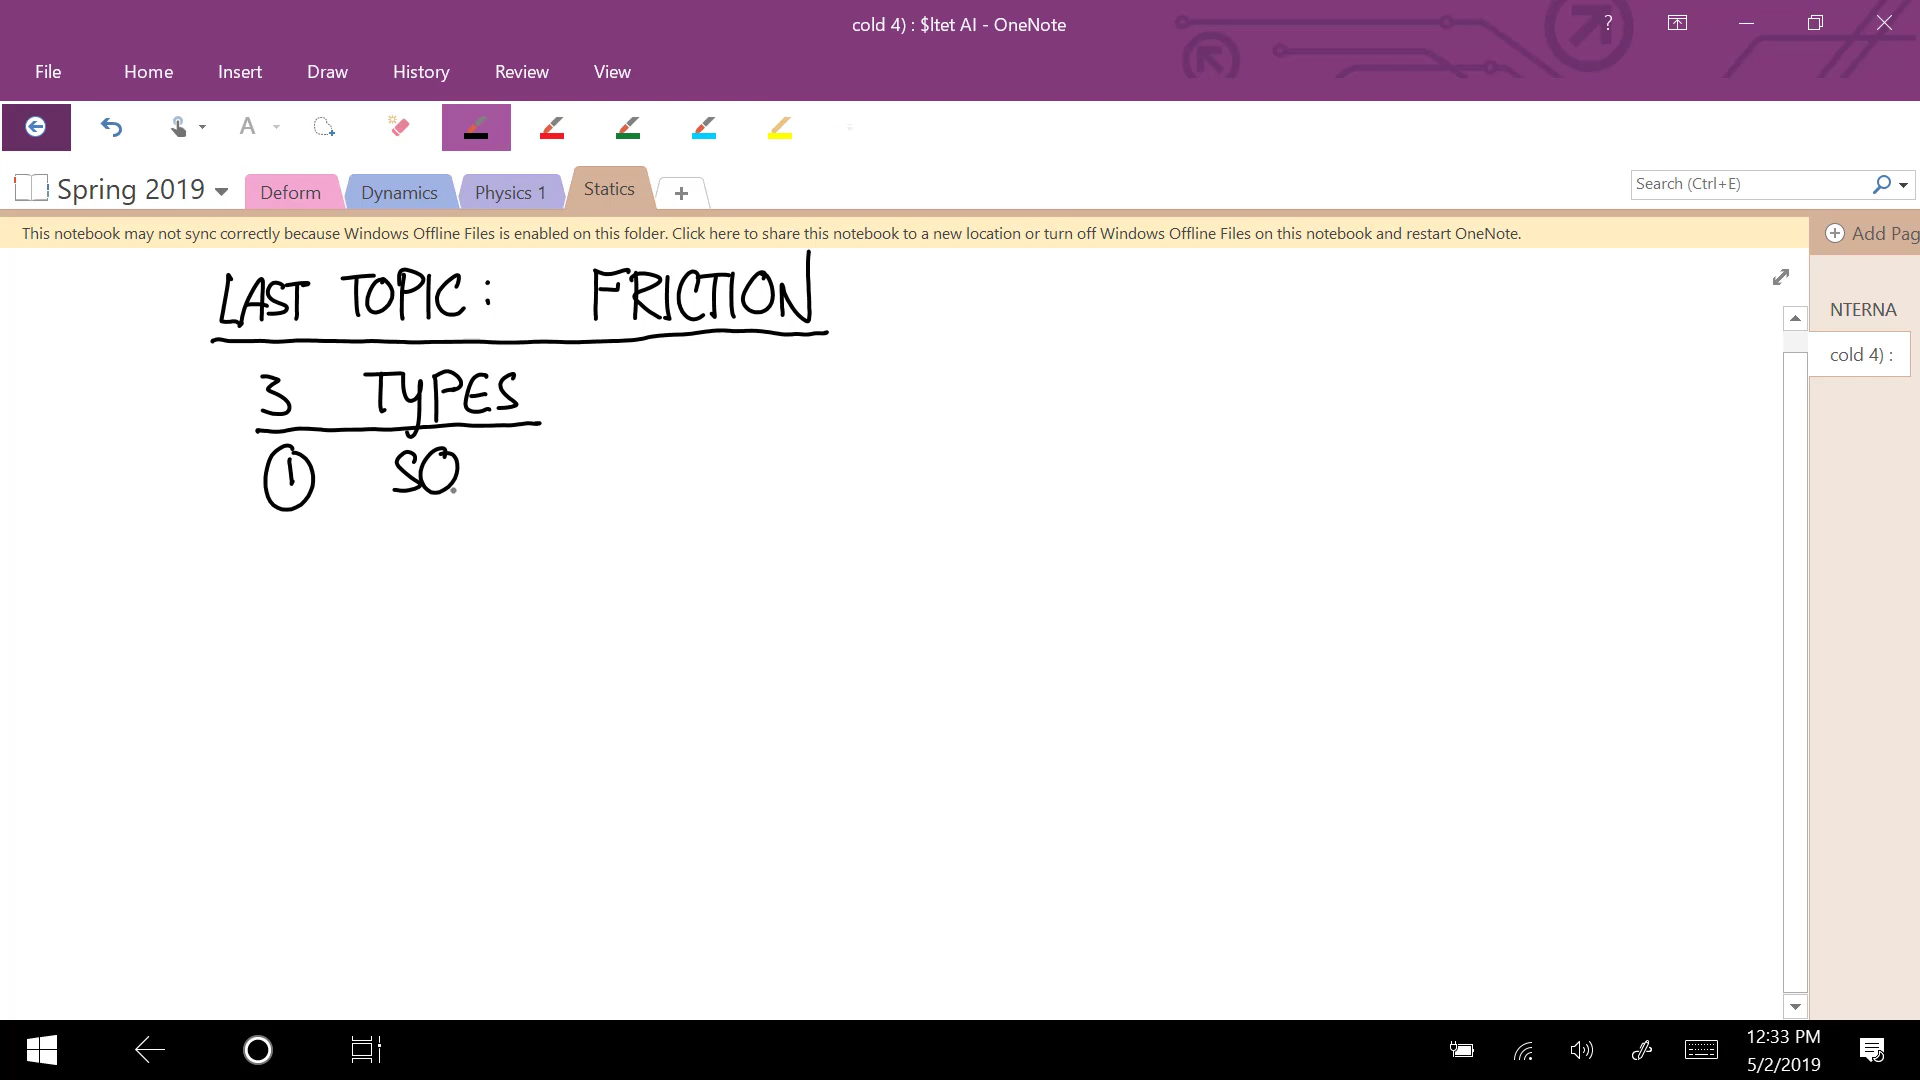 cold 4) : $ltet AI - OneNote
?
File Home Insert Draw History Review View
A
Spring 2019 Deform Dynamics Physics 1 Statics +
Search (Ctrl+E)
This notebook may not sync correctly because Windows Offline Files is enabled on this folder. Click here to share this notebook to a new location or turn off Windows Offline Files on this notebook and restart OneNote.
Add Pag
NTERNA
cold 4) :
LAST TOPIC: FRICTION
3 TYPES
① SO
12:33 PM
5/2/2019